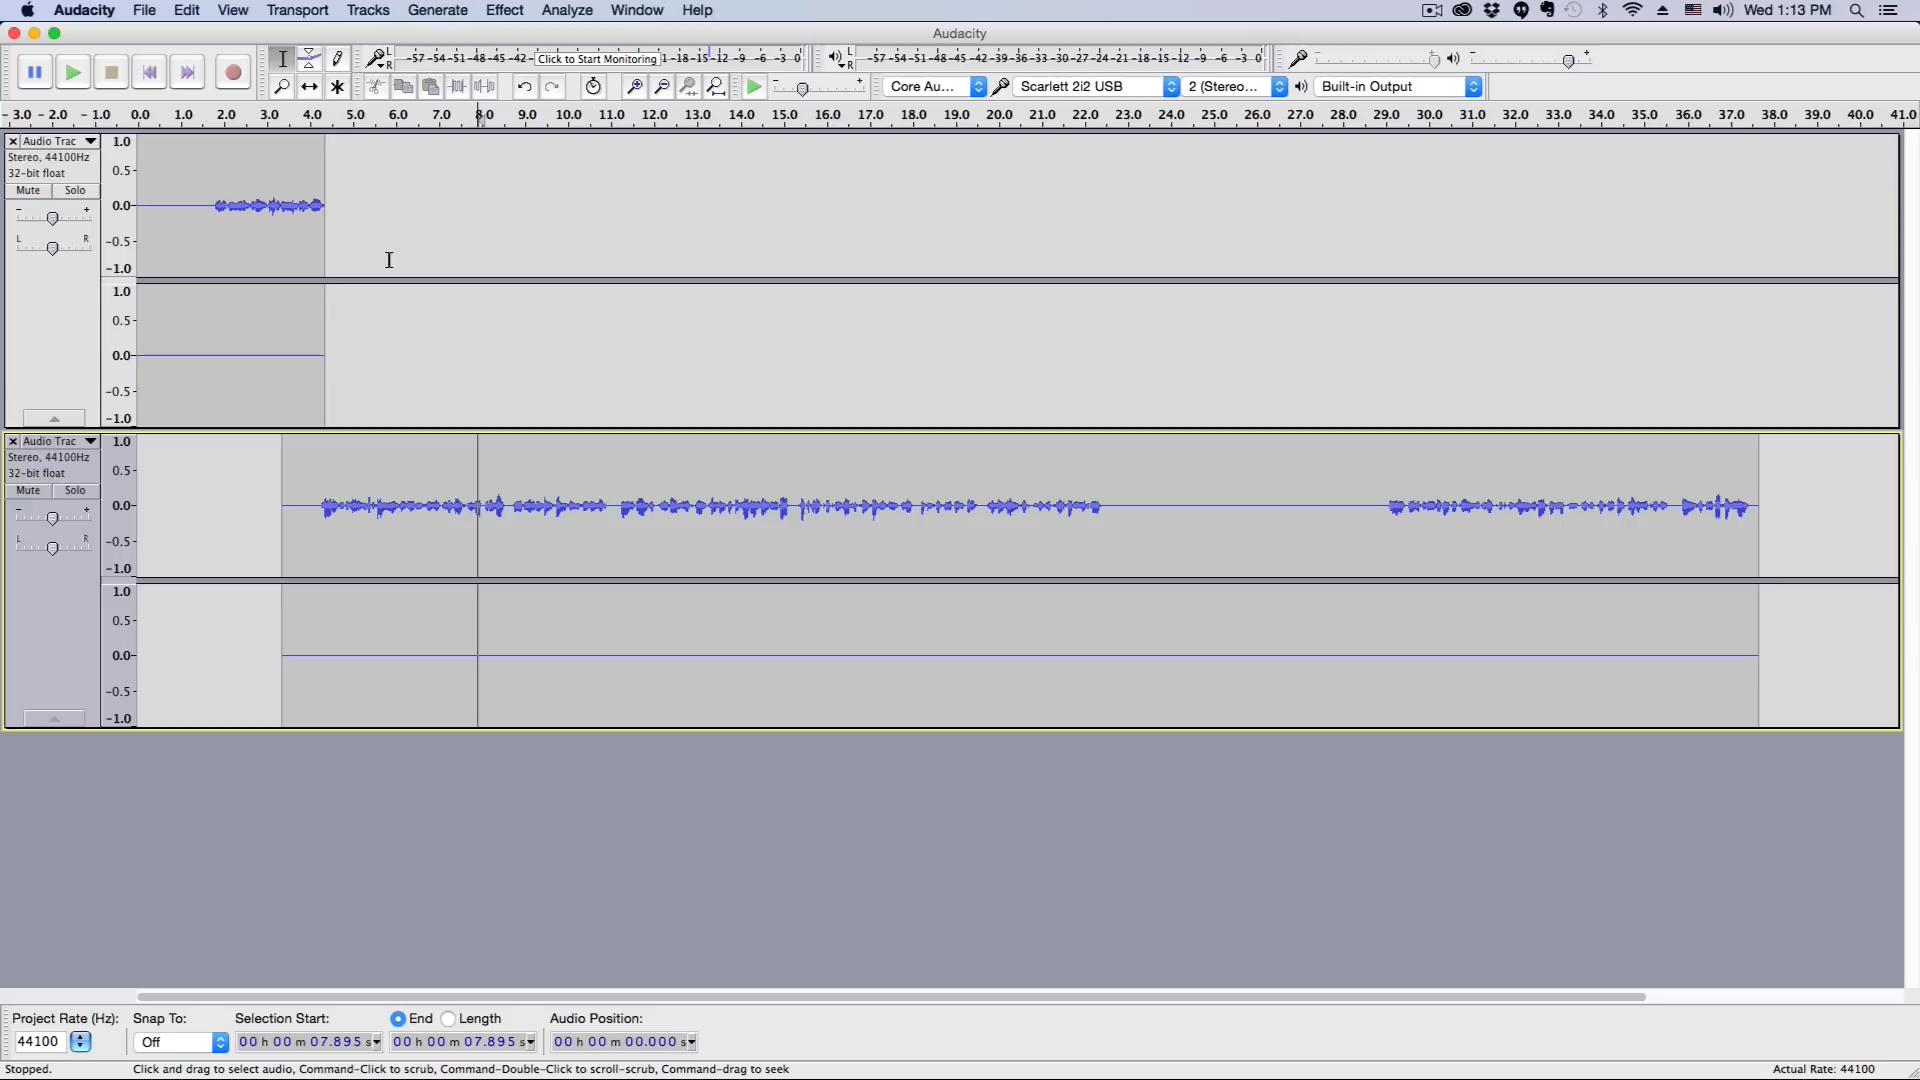 Audacity File Edit View Transport Tracks Generate Effect Analyze Window Help Wed 1:13 PM
Audacity
L R -57 -54 -51 -48 -45 -42 - Click to Start Monitoring 1 -18 -15 -12 -9 -6 -3 0 L R -57 -54 -51 -48 -45 -42 -39 -36 -33 -30 -27 -24 -21 -18 -15 -12 -9 -6 -3 0 - + - +
- + Core Au... Scarlett 2i2 USB 2 (Stereo... Built-in Output
- 3.0 - 2.0 - 1.0 0.0 1.0 2.0 3.0 4.0 5.0 6.0 7.0 8.0 9.0 10.0 11.0 12.0 13.0 14.0 15.0 16.0 17.0 18.0 19.0 20.0 21.0 22.0 23.0 24.0 25.0 26.0 27.0 28.0 29.0 30.0 31.0 32.0 33.0 34.0 35.0 36.0 37.0 38.0 39.0 40.0 41.0
Audio Trac 1.0
Stereo, 44100Hz
32-bit float 0.5-
Mute Solo
- + 0.0-
L R -0.5-
-1.0
1.0
0.5-
0.0-
-0.5-
-1.0
Audio Trac 1.0
Stereo, 44100Hz
32-bit float 0.5-
Mute Solo
- + 0.0-
L R -0.5-
-1.0
1.0
0.5-
0.0-
-0.5-
-1.0
Project Rate (Hz): Snap To: Selection Start: End Length Audio Position:
44100 Off 00 h 00 m 07.895 s 00 h 00 m 07.895 s 00 h 00 m 00.000 s
Stopped. Click and drag to select audio, Command-Click to scrub, Command-Double-Click to scroll-scrub, Command-drag to seek Actual Rate: 44100